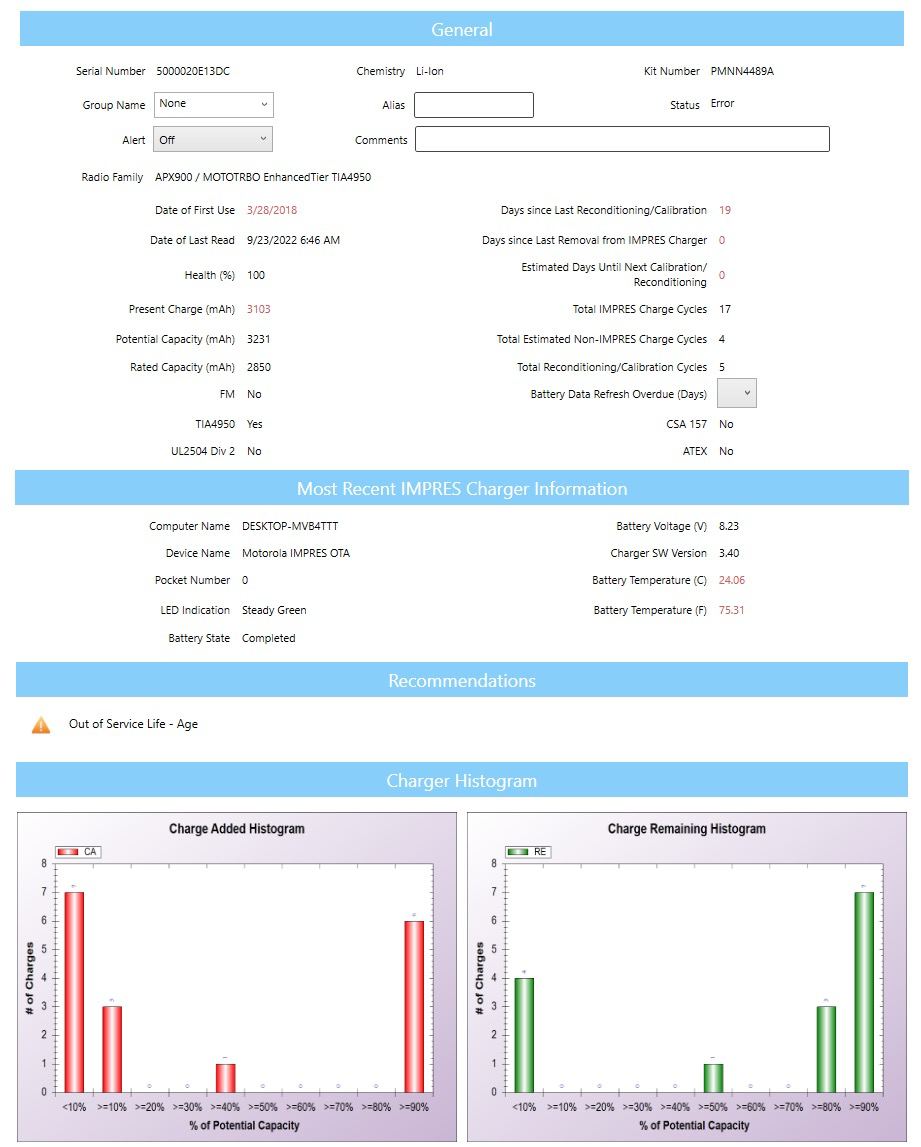 General
Serial Number 5000020E13DC Chemistry Li-Ion Kit Number PMNN4489A
Group Name None Alias Status Error
Alert Off Comments
Radio Family APX900 / MOTOTRBO EnhancedTier TIA4950
Date of First Use 3/28/2018 Days since Last Reconditioning/Calibration 19
Date of Last Read 9/23/2022 6:46 AM Days since Last Removal from IMPRES Charger 0
Health (%) 100 Estimated Days Until Next Calibration/
Reconditioning 0
Present Charge (mAh) 3103 Total IMPRES Charge Cycles 17
Potential Capacity (mAh) 3231 Total Estimated Non-IMPRES Charge Cycles 4
Rated Capacity (mAh) 2850 Total Reconditioning/Calibration Cycles 5
FM No Battery Data Refresh Overdue (Days)
TIA4950 Yes CSA 157 No
UL2504 Div 2 No ATEX No
Most Recent IMPRES Charger Information
Computer Name DESKTOP-MVB4TTT Battery Voltage (V) 8.23
Device Name Motorola IMPRES OTA Charger SW Version 3.40
Pocket Number 0 Battery Temperature (C) 24.06
LED Indication Steady Green Battery Temperature (F) 75.31
Battery State Completed
Recommendations
Out of Service Life - Age
Charger Histogram
Charge Added Histogram
CA
8
7
6
5
4
3
2
1
0
# of Charges
7 3 0 0 1 0 0 0 0 6
<10% >=10% >=20% >=30% >=40% >=50% >=60% >=70% >=80% >=90%
% of Potential Capacity
Charge Remaining Histogram
RE
8
7
6
5
4
3
2
1
0
# of Charges
4 0 0 0 0 1 0 0 3 7
<10% >=10% >=20% >=30% >=40% >=50% >=60% >=70% >=80% >=90%
% of Potential Capacity